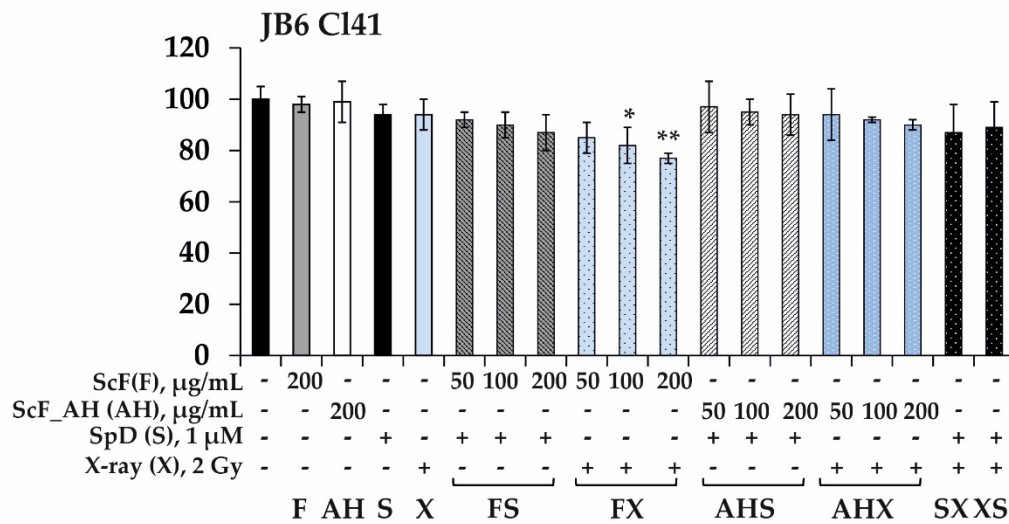 JB6 Cl41
120
100
80
60
40
20
0
* **
ScF(F), µg/mL - 200 - - - 50 100 200 50 100 200 - - - - - - - -
ScF_AH (AH), µg/mL - - 200 - - - - - - - - 50 100 200 50 100 200 - -
SpD (S), 1 µM - - - + - + + + - - - + + + - - - + +
X-ray (X), 2 Gy - - - - + - - - + + + - - - + + + + +
F AH S X FS FX AHS AHX SX XS